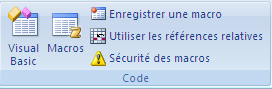 Visual
Basic
Macros
Enregistrer une macro
Utiliser les références relatives
Sécurité des macros
Code